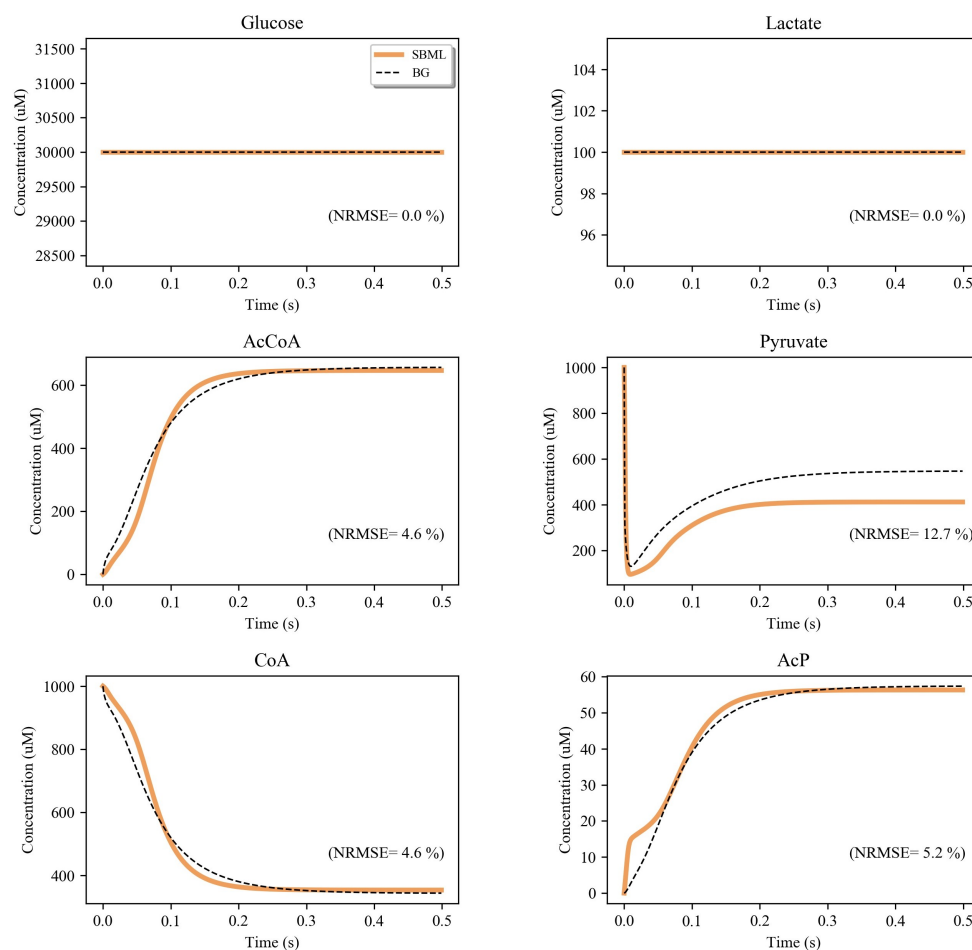 Glucose
Concentration (uM)
31500
31000
30500
30000
29500
29000
28500
SBML
BG
(NRMSE= 0.0 %)
0.0 0.1 0.2 0.3 0.4 0.5
Time (s)
Lactate
Concentration (uM)
104
102
100
98
96
(NRMSE= 0.0 %)
0.0 0.1 0.2 0.3 0.4 0.5
Time (s)
AcCoA
Concentration (uM)
600
400
200
0
(NRMSE= 4.6 %)
0.0 0.1 0.2 0.3 0.4 0.5
Time (s)
Pyruvate
Concentration (uM)
1000
800
600
400
200
(NRMSE= 12.7 %)
0.0 0.1 0.2 0.3 0.4 0.5
Time (s)
CoA
Concentration (uM)
1000
800
600
400
(NRMSE= 4.6 %)
0.0 0.1 0.2 0.3 0.4 0.5
Time (s)
AcP
Concentration (uM)
60
50
40
30
20
10
0
(NRMSE= 5.2 %)
0.0 0.1 0.2 0.3 0.4 0.5
Time (s)